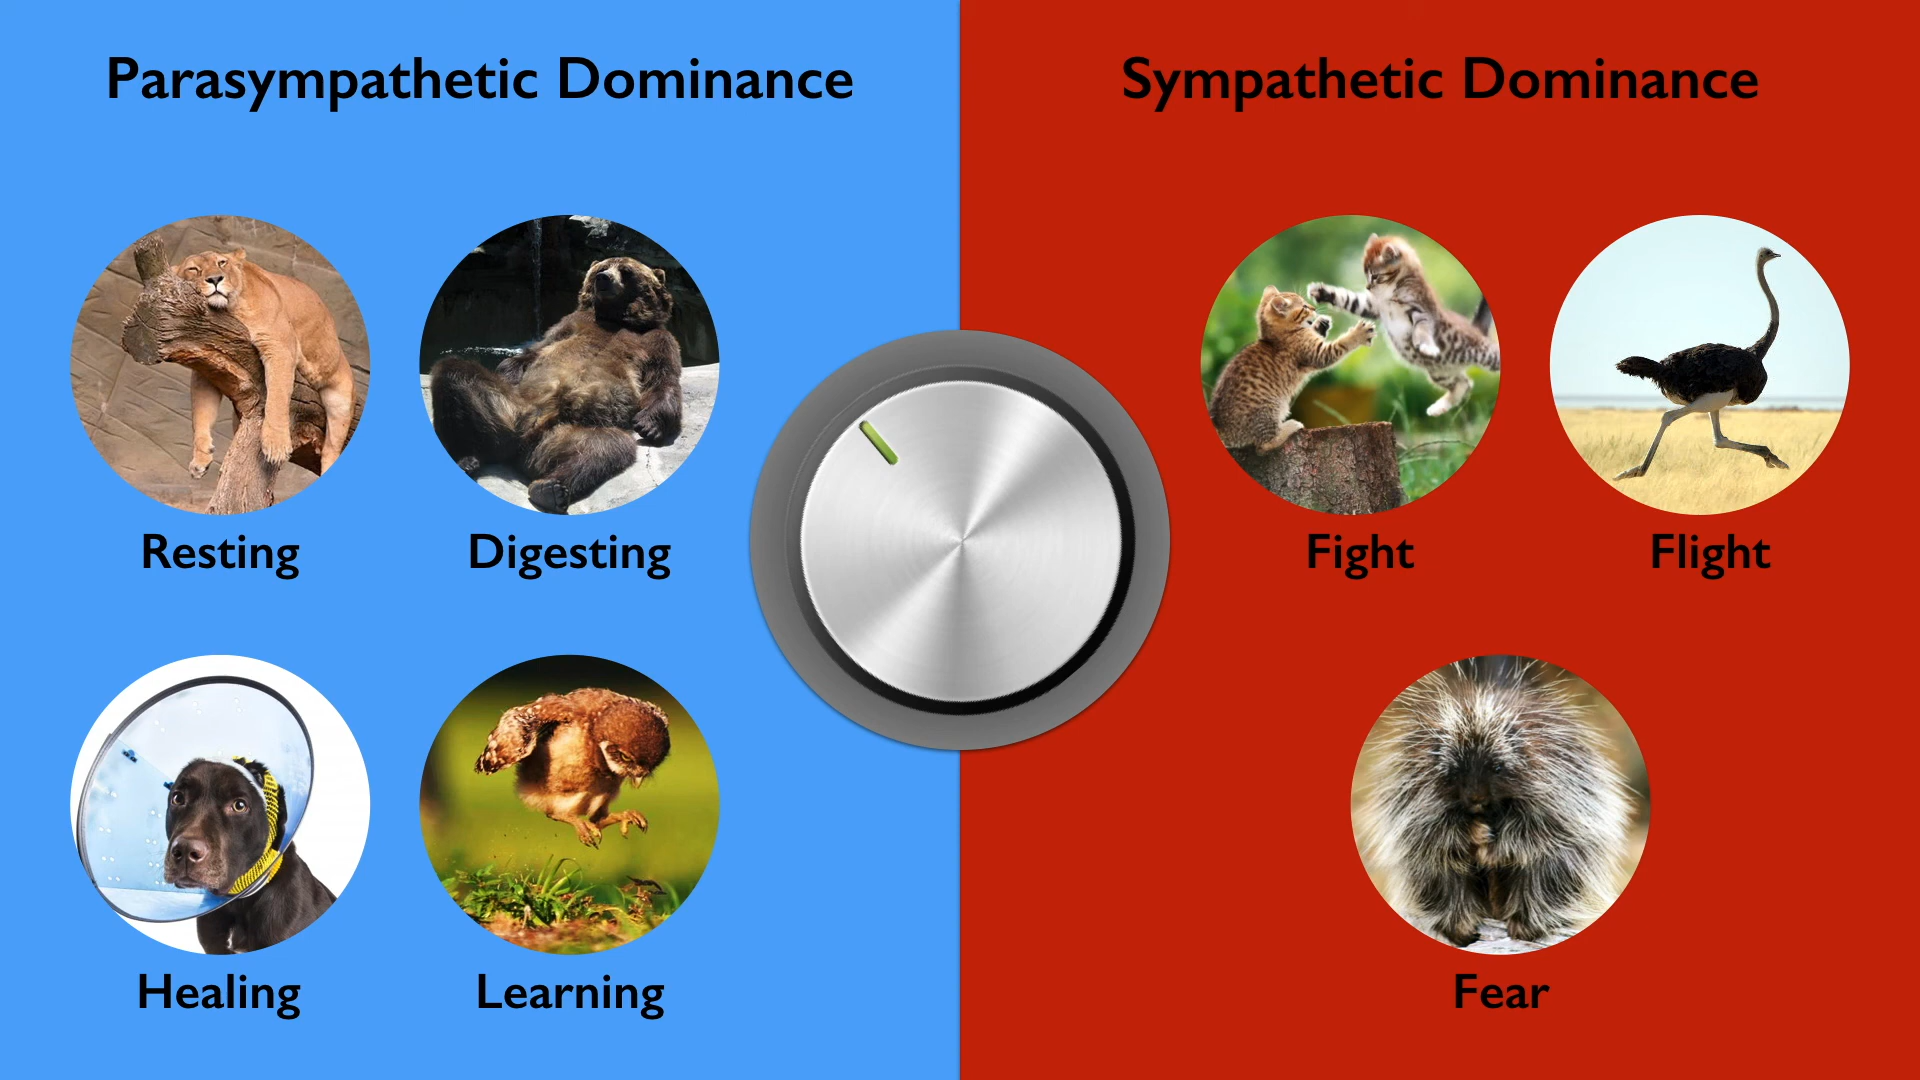 Parasympathetic Dominance
Sympathetic Dominance
Resting
Digesting
Fight
Flight
Healing
Learning
Fear